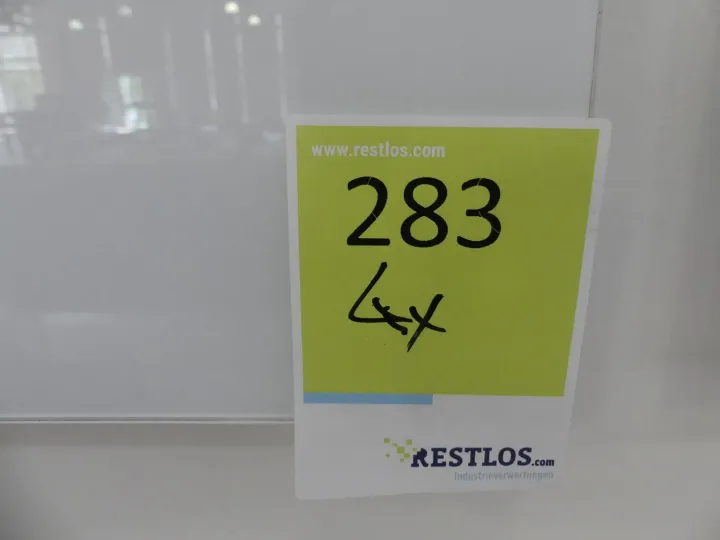 www.restlos.com
283
4x
RESTLOS.com
Industrieverwertungen